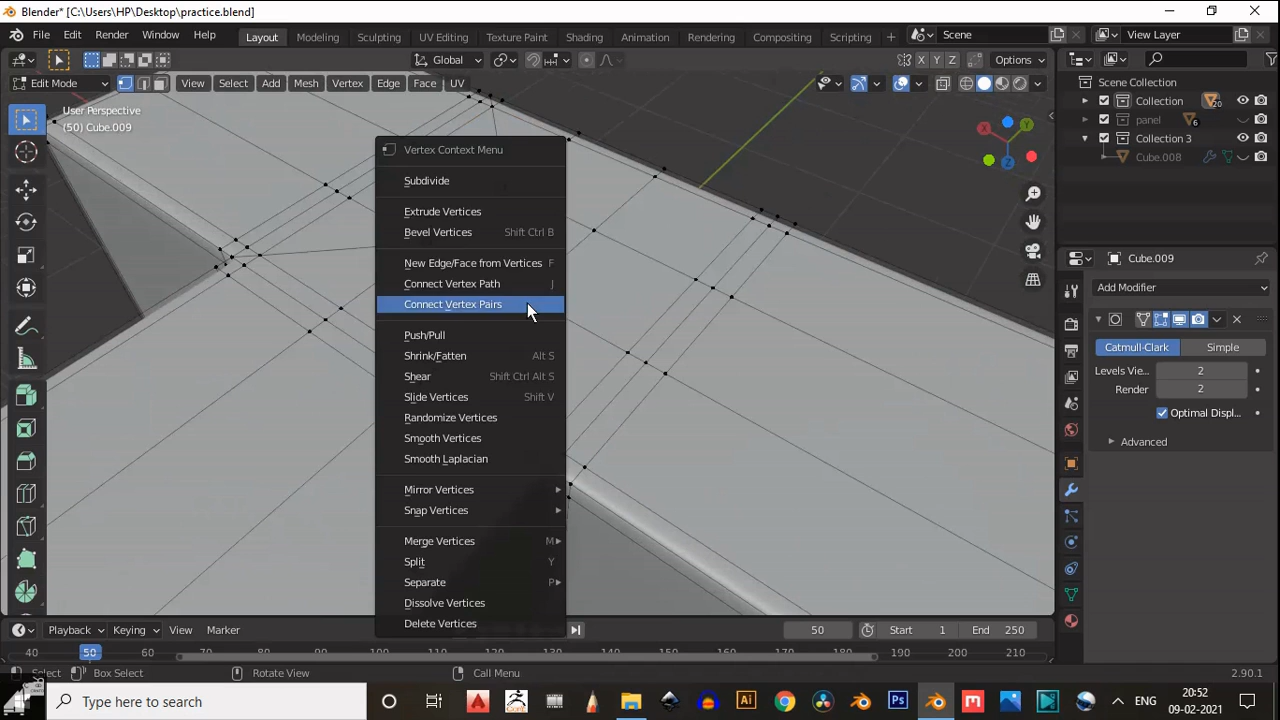 Blender* [C:\Users\HP\Desktop\practice.blend]
File Edit Render Window Help Layout Modeling Sculpting UV Editing Texture Paint Shading Animation Rendering Compositing Scripting + Scene View Layer
Global X Y Z Options
Edit Mode View Select Add Mesh Vertex Edge Face UV
User Perspective
(50) Cube.009
Scene Collection
Collection 20
panel 6
Collection 3
Cube.008
X Y Z
Vertex Context Menu
Subdivide
Extrude Vertices
Bevel Vertices Shift Ctrl B
New Edge/Face from Vertices F
Connect Vertex Path J
Connect Vertex Pairs
Push/Pull
Shrink/Fatten Alt S
Shear Shift Ctrl Alt S
Slide Vertices Shift V
Randomize Vertices
Smooth Vertices
Smooth Laplacian
Mirror Vertices
Snap Vertices
Merge Vertices M
Split Y
Separate P
Dissolve Vertices
Delete Vertices
Cube.009
Add Modifier
Catmull-Clark Simple
Levels Vie... 2
Render 2
Optimal Displ...
Advanced
Playback Keying View Marker 50 Start 1 End 250
40 50 60 70 80 90 100 110 120 130 140 150 160 170 180 190 200 210
Select Box Select Rotate View Call Menu 2.90.1
Type here to search
Ai Ps ENG 20:52
09-02-2021